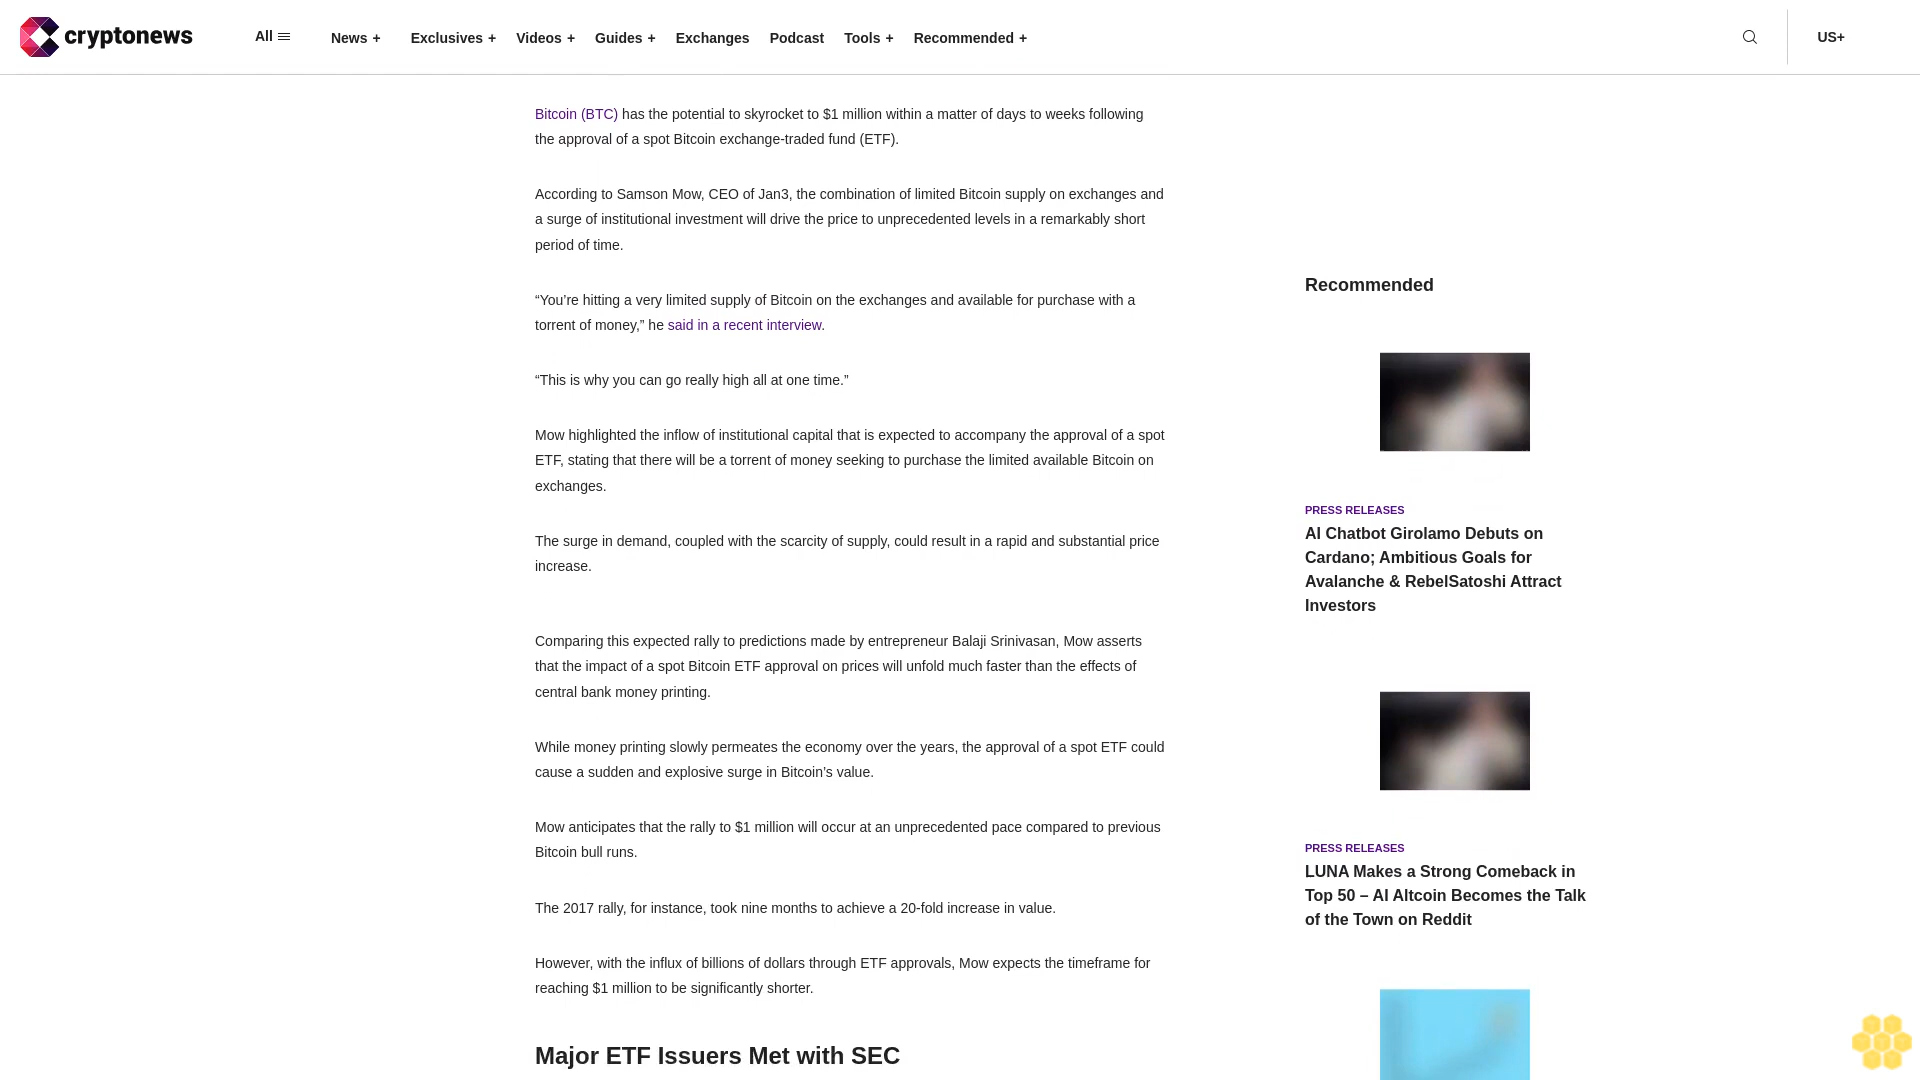 cryptonews
All
News +
Exclusives +
Videos +
Guides +
Exchanges
Podcast
Tools +
Recommended +
US+
Bitcoin (BTC) has the potential to skyrocket to $1 million within a matter of days to weeks following
the approval of a spot Bitcoin exchange-traded fund (ETF).
According to Samson Mow, CEO of Jan3, the combination of limited Bitcoin supply on exchanges and
a surge of institutional investment will drive the price to unprecedented levels in a remarkably short
period of time.
“You’re hitting a very limited supply of Bitcoin on the exchanges and available for purchase with a
torrent of money,” he said in a recent interview.
“This is why you can go really high all at one time.”
Mow highlighted the inflow of institutional capital that is expected to accompany the approval of a spot
ETF, stating that there will be a torrent of money seeking to purchase the limited available Bitcoin on
exchanges.
The surge in demand, coupled with the scarcity of supply, could result in a rapid and substantial price
increase.
Comparing this expected rally to predictions made by entrepreneur Balaji Srinivasan, Mow asserts
that the impact of a spot Bitcoin ETF approval on prices will unfold much faster than the effects of
central bank money printing.
While money printing slowly permeates the economy over the years, the approval of a spot ETF could
cause a sudden and explosive surge in Bitcoin’s value.
Mow anticipates that the rally to $1 million will occur at an unprecedented pace compared to previous
Bitcoin bull runs.
The 2017 rally, for instance, took nine months to achieve a 20-fold increase in value.
However, with the influx of billions of dollars through ETF approvals, Mow expects the timeframe for
reaching $1 million to be significantly shorter.
Major ETF Issuers Met with SEC
Recommended
PRESS RELEASES
AI Chatbot Girolamo Debuts on
Cardano; Ambitious Goals for
Avalanche & RebelSatoshi Attract
Investors
PRESS RELEASES
LUNA Makes a Strong Comeback in
Top 50 – AI Altcoin Becomes the Talk
of the Town on Reddit